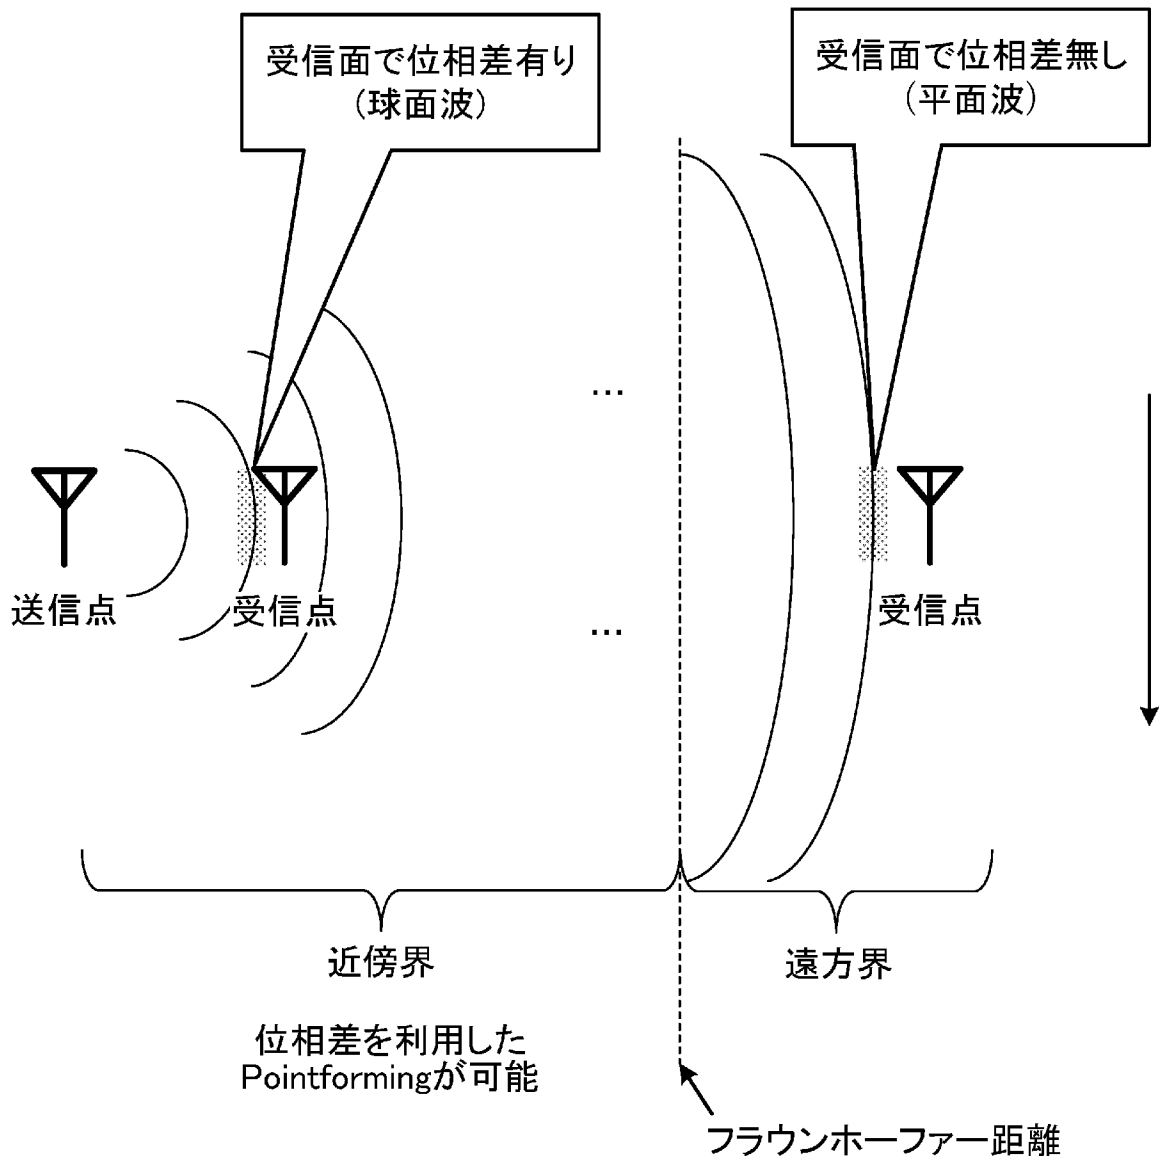 受信面で位相差有り
(球面波)
受信面で位相差無し
(平面波)
...
...
送信点
受信点
受信点
近傍界
遠方界
位相差を利用した
Pointformingが可能
フラウンホーファー距離